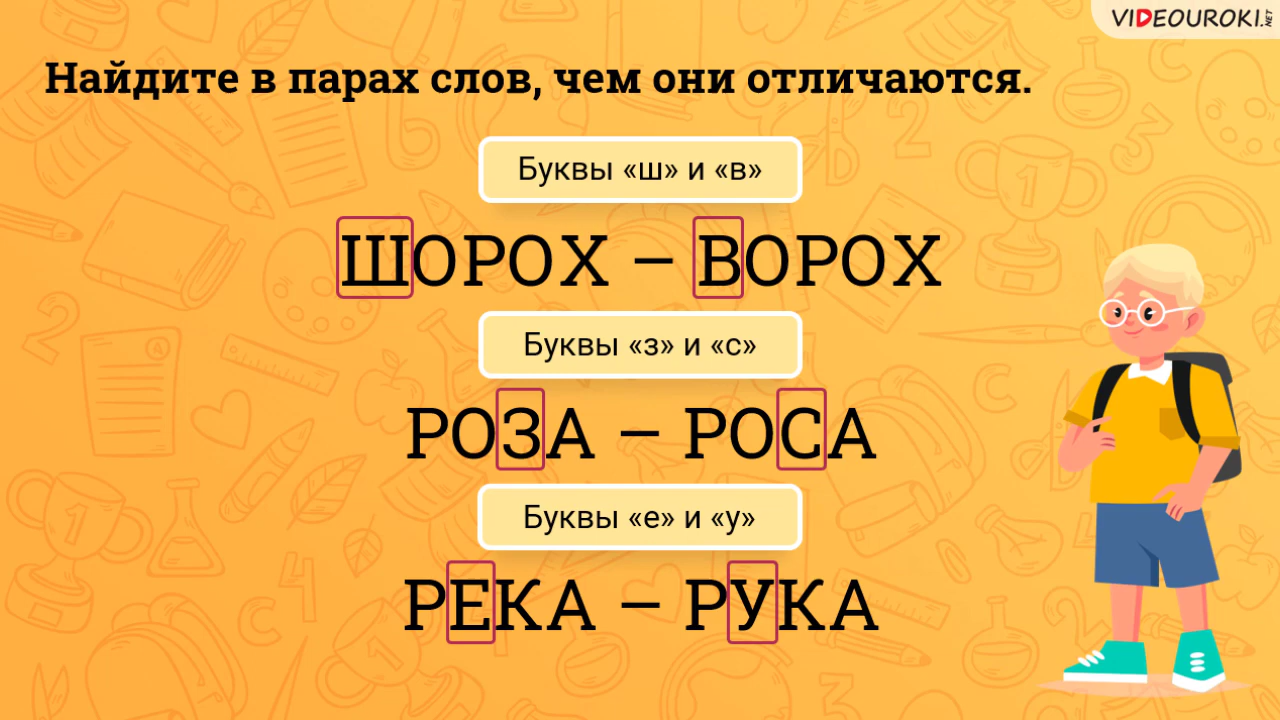 VIDEOUROKI.NET
Найдите в парах слов, чем они отличаются.
Буквы «ш» и «в»
ШОРОХ – ВОРОХ
Буквы «з» и «с»
РОЗА – РОСА
Буквы «е» и «у»
РЕКА – РУКА